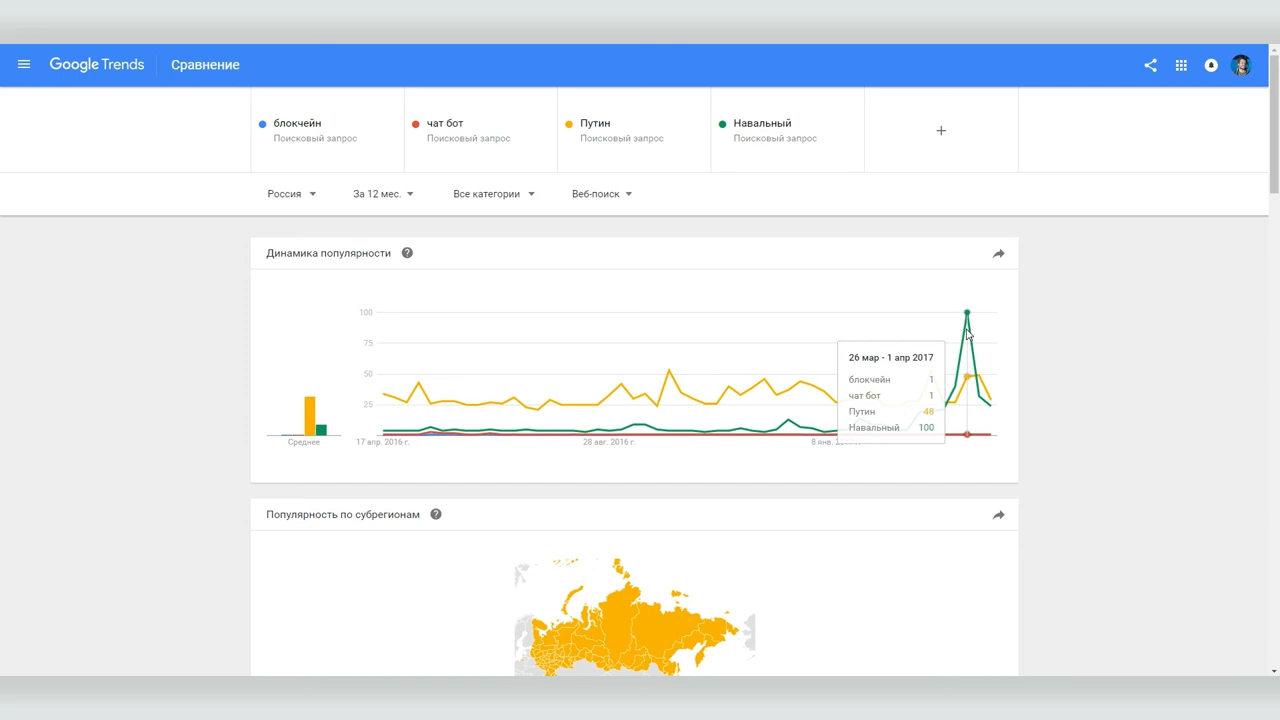 Google Trends Сравнение
блокчейн
Поисковый запрос
чат бот
Поисковый запрос
Путин
Поисковый запрос
Навальный
Поисковый запрос
+
Россия За 12 мес. Все категории Веб-поиск
Динамика популярности ?
100
75
50
25
Среднее
17 апр. 2016 г. 28 авг. 2016 г. 8 янв.
26 мар - 1 апр 2017
блокчейн 1
чат бот 1
Путин 48
Навальный 100
Популярность по субрегионам ?